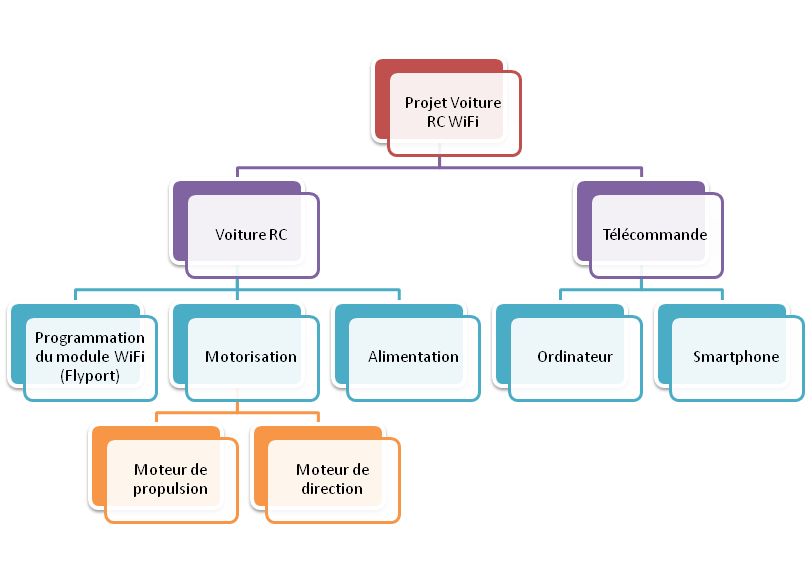 Projet Voiture
RC WiFi
Voiture RC
Télécommande
Programmation
du module WiFi
(Flyport)
Motorisation
Alimentation
Ordinateur
Smartphone
Moteur de
propulsion
Moteur de
direction